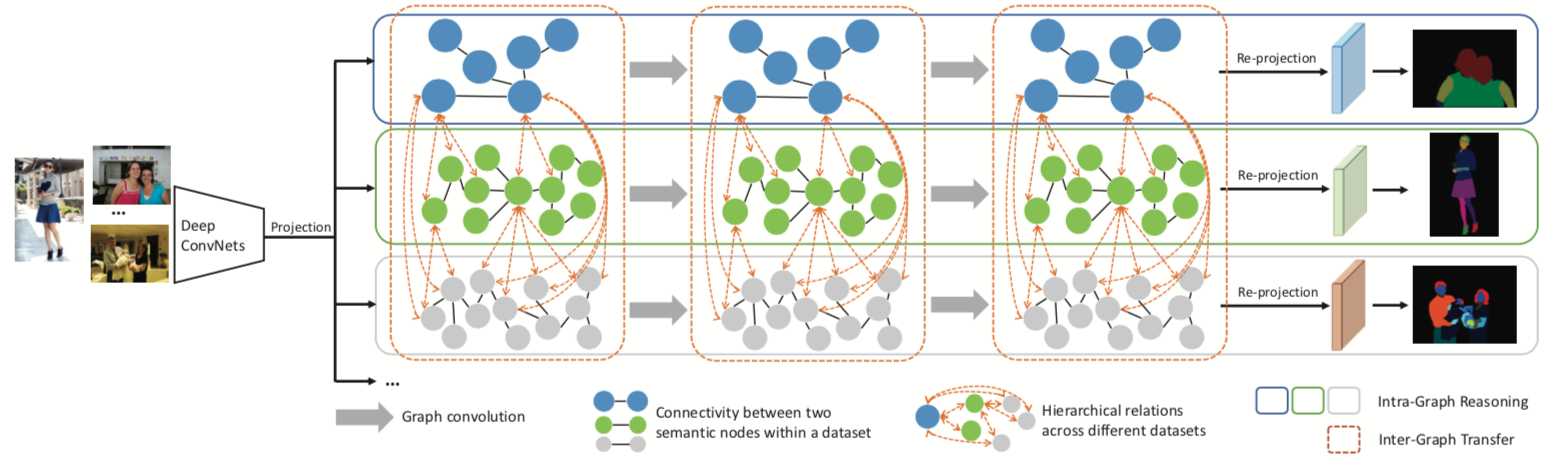 Deep
ConvNets
Projection
...
...
Re-projection
Re-projection
Re-projection
Graph convolution
Connectivity between two
semantic nodes within a dataset
Hierarchical relations
across different datasets
Intra-Graph Reasoning
Inter-Graph Transfer